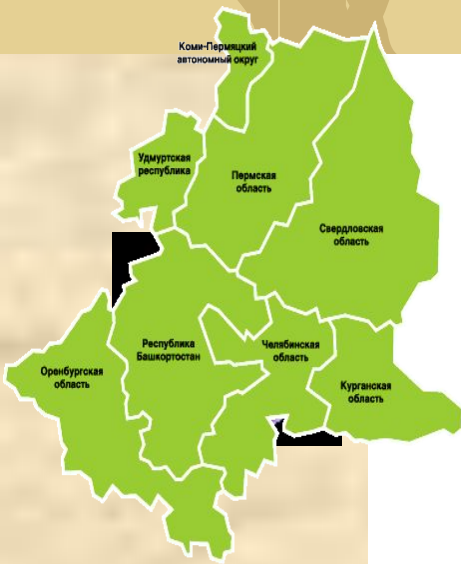 Коми-Пермяцкий
автономный округ
Удмуртская
республика
Пермская
область
Свердловская
область
Республика
Башкортостан
Челябинская
область
Оренбургская
область
Курганская
область